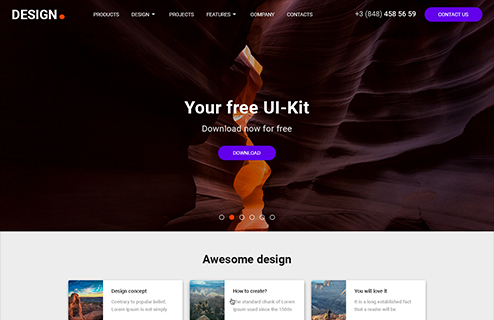 DESIGN.
PRODUCTS DESIGN PROJECTS FEATURES COMPANY CONTACTS
+3 (848) 458 56 59
CONTACT US
Your free UI-Kit
Download now for free
DOWNLOAD
Awesome design
Design concept
Contrary to popular belief,
Lorem Ipsum is not simply
How to create?
The standard chunk of Lorem
Ipsum used since the 1500s
You will love it
It is a long established fact
that a reader will be